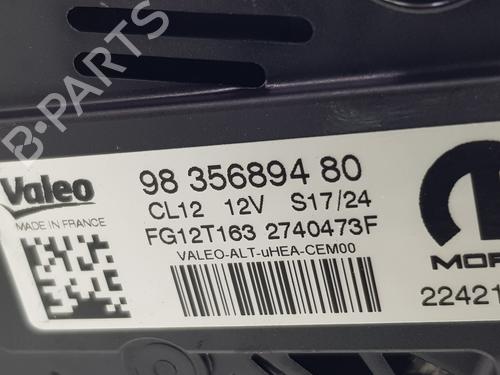 B-PARTS
Valeo
MADE IN FRANCE
98 356894 80
CL12 12V S17/24
FG12T163 2740473F
VALEO-ALT-uHEA-CEM00
MOP
22421